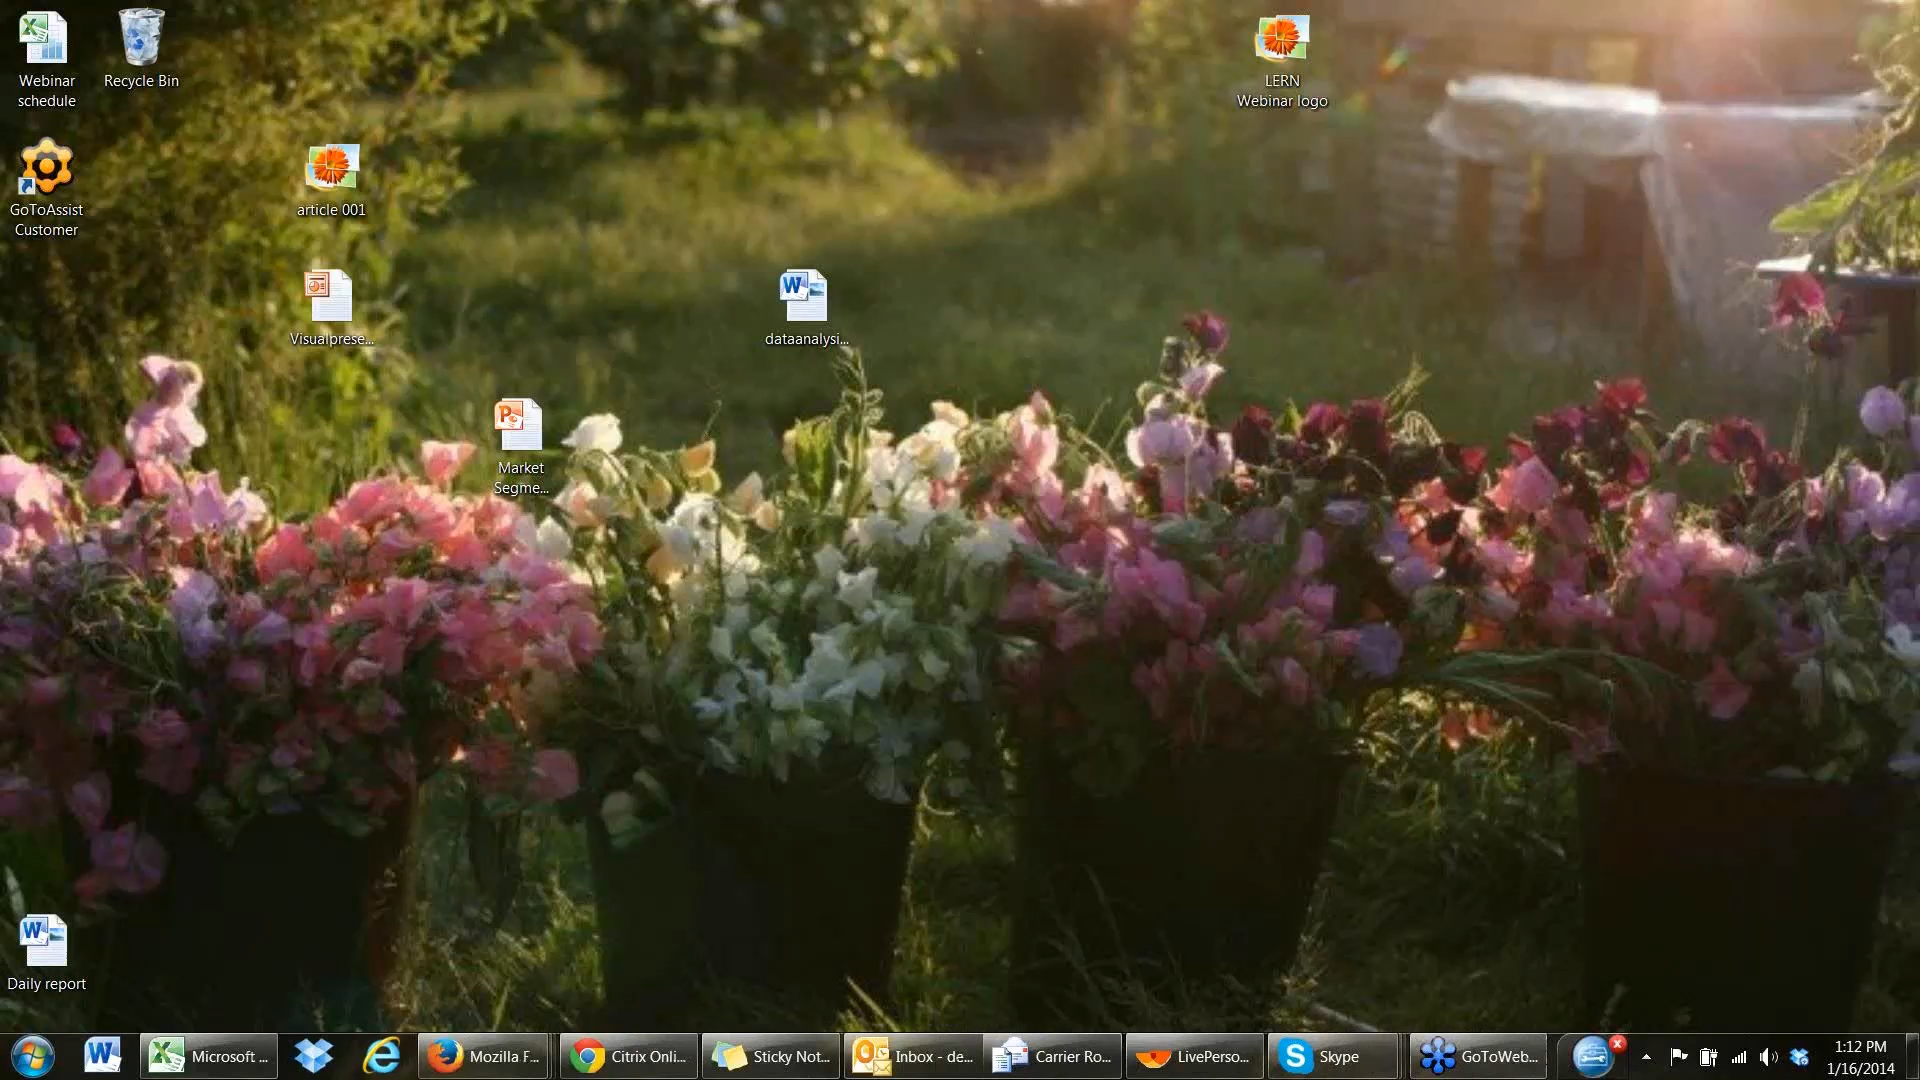 Webinar
schedule
Recycle Bin
LERN
Webinar logo
GoToAssist
Customer
article 001
Visualprese...
dataanalysi...
Market
Segme...
Daily report
Microsoft ...
Mozilla F...
Citrix Onli...
Sticky Not...
Inbox - de...
Carrier Ro...
LivePerso...
Skype
GoToWeb...
1:12 PM
1/16/2014